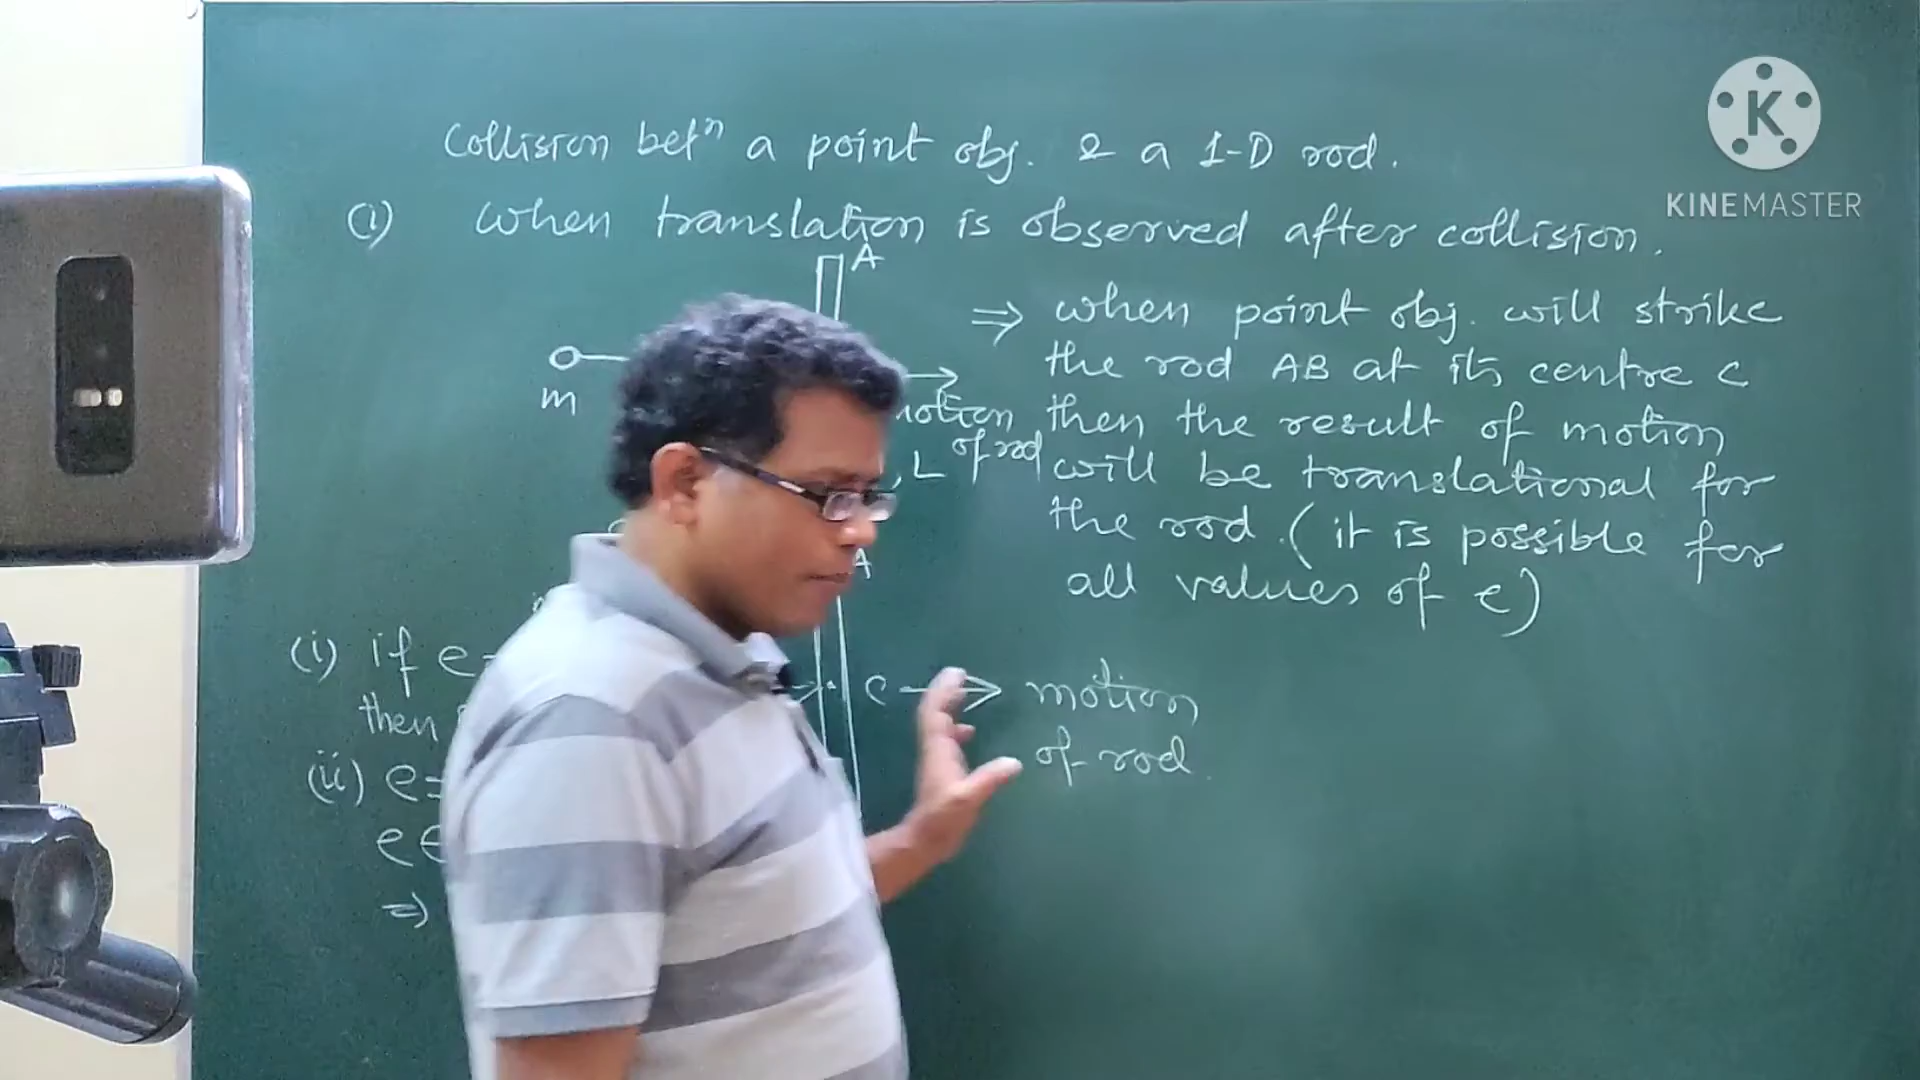 Collision betⁿ a point obj. & a 1-D rod.
(1) When translation is observed after collision.
A
m
motion
of rod
, L
⇒ when point obj. will strike
the rod AB at its centre C
then the result of motion
will be translational for
the rod. (it is possible for
all values of e)
A
(i) if e
then
C → motion
of rod.
(ii) e=
e∈
⇒
K
KINEMASTER